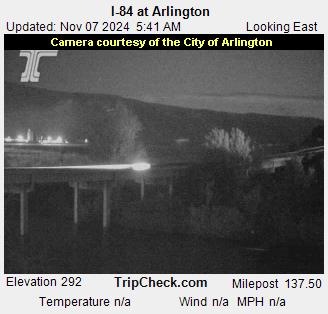 I-84 at Arlington
Updated: Nov 07 2024 5:41 AM Looking East
Camera courtesy of the City of Arlington
Elevation 292 TripCheck.com Milepost 137.50
Temperature n/a Wind n/a MPH n/a